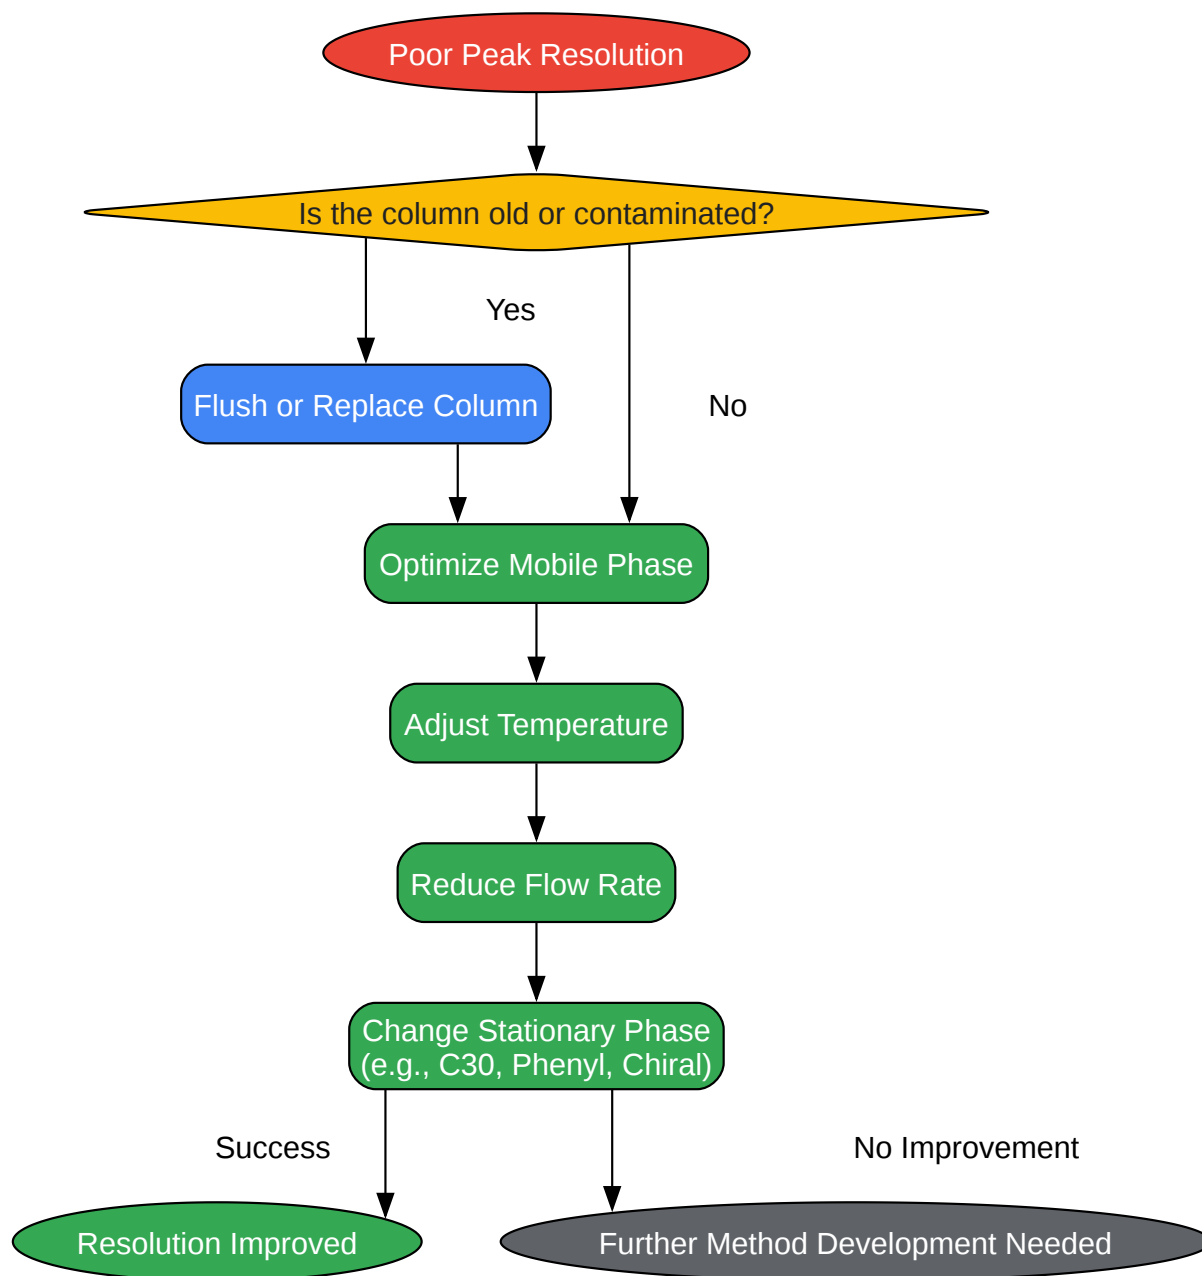 Poor Peak Resolution
Is the column old or contaminated?
Yes
Flush or Replace Column
No
Optimize Mobile Phase
Adjust Temperature
Reduce Flow Rate
Change Stationary Phase
(e.g., C30, Phenyl, Chiral)
Success
No Improvement
Resolution Improved
Further Method Development Needed